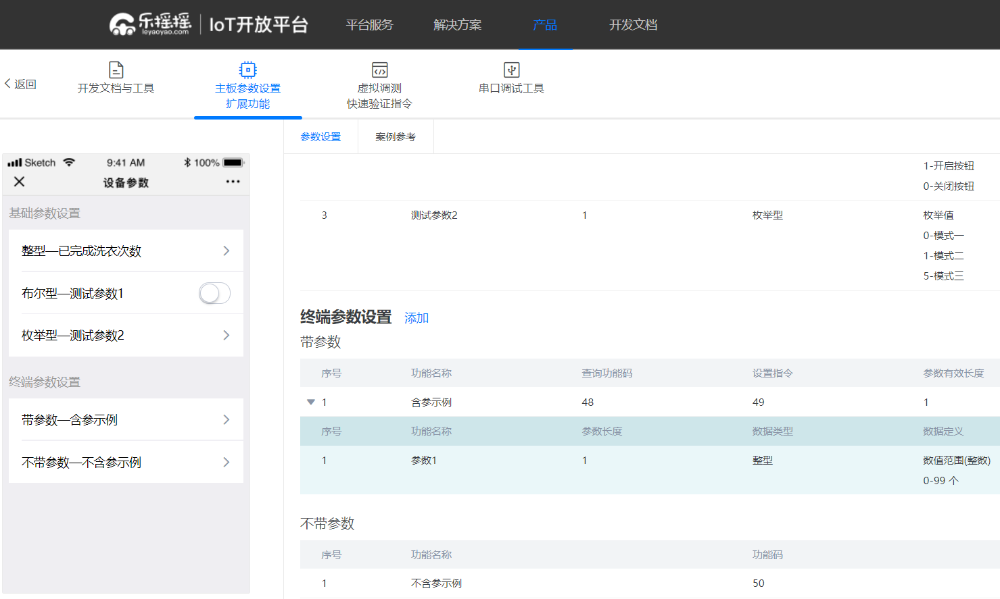 乐摇摇
leyaoyao.com
IoT开放平台
平台服务
解决方案
产品
开发文档
返回
开发文档与工具
主板参数设置
扩展功能
虚拟调测
快速验证指令
串口调试工具
参数设置
案例参考
Sketch
9:41 AM
100%
设备参数
基础参数设置
整型—已完成洗衣次数
布尔型—测试参数1
枚举型—测试参数2
终端参数设置
带参数—含参示例
不带参数—不含参示例
1-开启按钮
0-关闭按钮
3 测试参数2 1 枚举型 枚举值
0-模式一
1-模式二
5-模式三
终端参数设置 添加
带参数
序号 功能名称 查询功能码 设置指令 参数有效长度
1 含参示例 48 49 1
序号 功能名称 参数长度 数据类型 数据定义
1 参数1 1 整型 数值范围(整数)
0-99 个
不带参数
序号 功能名称 功能码
1 不含参示例 50